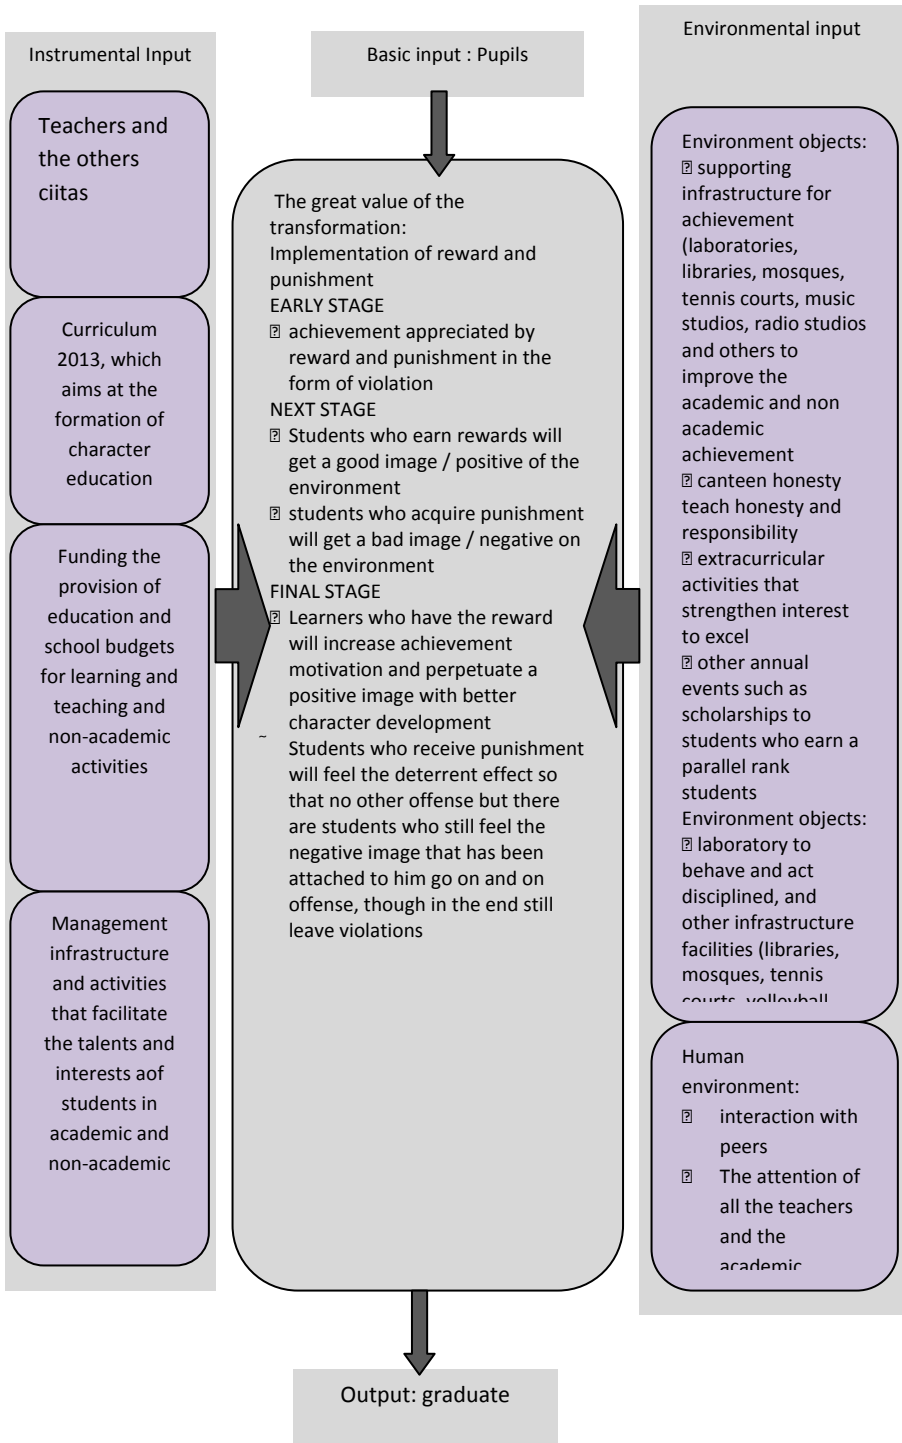 Instrumental Input
Teachers and
the others
ciitas
Curriculum
2013, which
aims at the
formation of
character
education
Funding the
provision of
education and
school budgets
for learning and
teaching and
non-academic
activities
Management
infrastructure
and activities
that facilitate
the talents and
interests aof
students in
academic and
non-academic
Basic input : Pupils
The great value of the
transformation:
Implementation of reward and
punishment
EARLY STAGE
⍰ achievement appreciated by
reward and punishment in the
form of violation
NEXT STAGE
⍰ Students who earn rewards will
get a good image / positive of the
environment
⍰ students who acquire punishment
will get a bad image / negative on
the environment
FINAL STAGE
⍰ Learners who have the reward
will increase achievement
motivation and perpetuate a
positive image with better
character development
~ Students who receive punishment
will feel the deterrent effect so
that no other offense but there
are students who still feel the
negative image that has been
attached to him go on and on
offense, though in the end still
leave violations
Output: graduate
Environmental input
Environment objects:
⍰ supporting
infrastructure for
achievement
(laboratories,
libraries, mosques,
tennis courts, music
studios, radio studios
and others to
improve the
academic and non
academic
achievement
⍰ canteen honesty
teach honesty and
responsibility
⍰ extracurricular
activities that
strengthen interest
to excel
⍰ other annual
events such as
scholarships to
students who earn a
parallel rank
students
Environment objects:
⍰ laboratory to
behave and act
disciplined, and
other infrastructure
facilities (libraries,
mosques, tennis
courts, volleyball
Human
environment:
⍰ interaction with
peers
⍰ The attention of
all the teachers
and the
academic